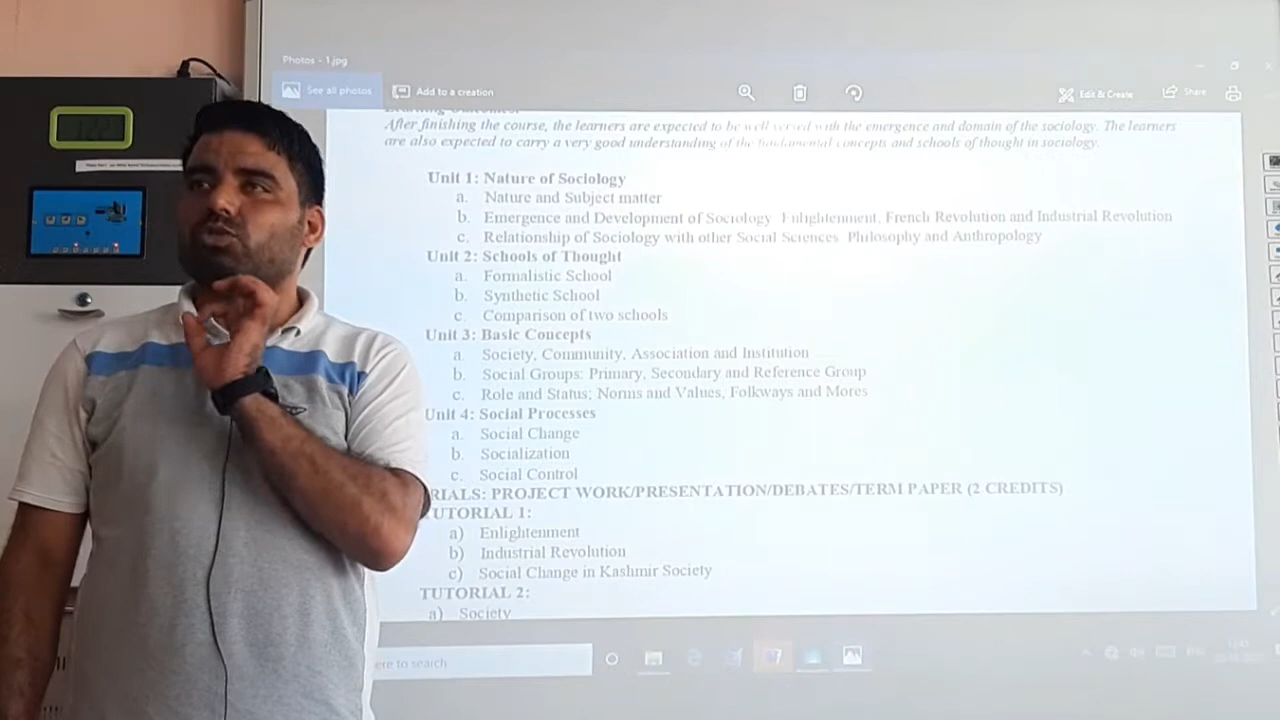 Photos - 1.jpg
See all photos
Add to a creation
Edit & Create
Share
After finishing the course, the learners are expected to be well versed with the emergence and domain of the sociology. The learners
are also expected to carry a very good understanding of the fundamental concepts and schools of thought in sociology.
Unit 1: Nature of Sociology
a. Nature and Subject matter
b. Emergence and Development of Sociology Enlightenment, French Revolution and Industrial Revolution
c. Relationship of Sociology with other Social Sciences Philosophy and Anthropology
Unit 2: Schools of Thought
a. Formalistic School
b. Synthetic School
c. Comparison of two schools
Unit 3: Basic Concepts
a. Society, Community, Association and Institution
b. Social Groups: Primary, Secondary and Reference Group
c. Role and Status; Norms and Values, Folkways and Mores
Unit 4: Social Processes
a. Social Change
b. Socialization
c. Social Control
RIALS: PROJECT WORK/PRESENTATION/DEBATES/TERM PAPER (2 CREDITS)
UTORIAL 1:
a) Enlightenment
b) Industrial Revolution
c) Social Change in Kashmir Society
TUTORIAL 2:
a) Society
ere to search